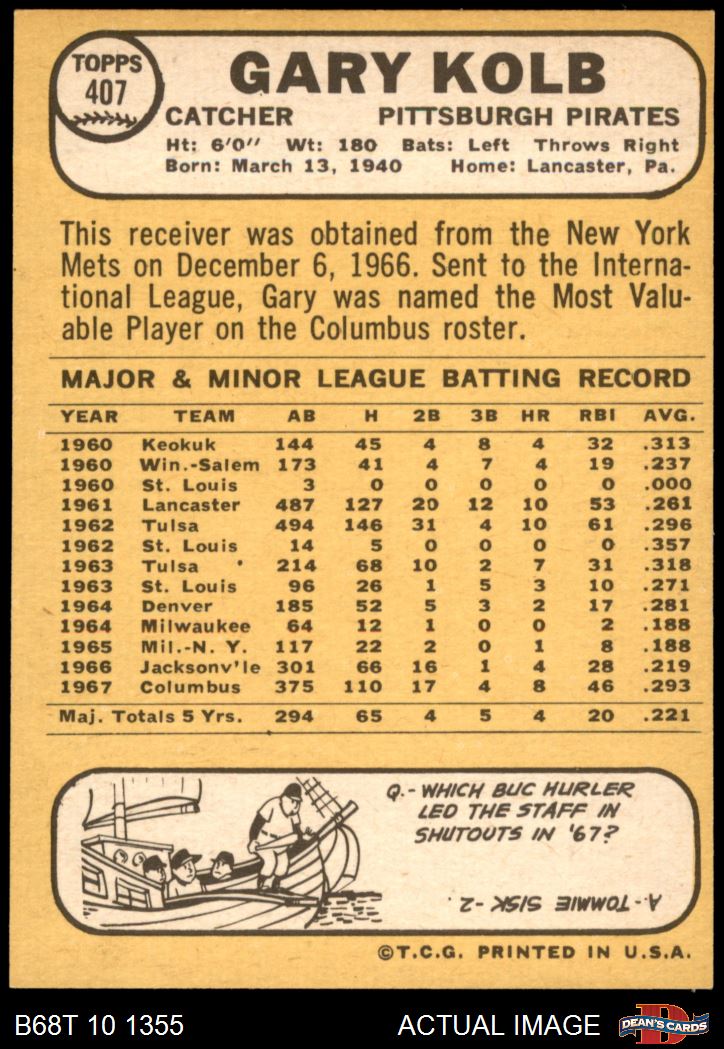 TOPPS
407
GARY KOLB
CATCHER PITTSBURGH PIRATES
Ht: 6'0" Wt: 180 Bats: Left Throws Right
Born: March 13, 1940 Home: Lancaster, Pa.
This receiver was obtained from the New York
Mets on December 6, 1966. Sent to the Interna-
tional League, Gary was named the Most Valu-
able Player on the Columbus roster.
MAJOR & MINOR LEAGUE BATTING RECORD
YEAR TEAM AB H 2B 3B HR RBI AVG.
1960 Keokuk 144 45 4 8 4 32 .313
1960 Win.-Salem 173 41 4 7 4 19 .237
1960 St. Louis 3 0 0 0 0 0 .000
1961 Lancaster 487 127 20 12 10 53 .261
1962 Tulsa 494 146 31 4 10 61 .296
1962 St. Louis 14 5 0 0 0 0 .357
1963 Tulsa 214 68 10 2 7 31 .318
1963 St. Louis 96 26 1 5 3 10 .271
1964 Denver 185 52 5 3 2 17 .281
1964 Milwaukee 64 12 1 0 0 2 .188
1965 Mil.-N. Y. 117 22 2 0 1 8 .188
1966 Jacksonv'le 301 66 16 1 4 28 .219
1967 Columbus 375 110 17 4 8 46 .293
Maj. Totals 5 Yrs. 294 65 4 5 4 20 .221
Q.- WHICH BUC HURLER
LED THE STAFF IN
SHUTOUTS IN '67?
A.- TOMMIE SISK -2.
©T.C.G. PRINTED IN U.S.A.
B68T 10 1355 ACTUAL IMAGE D DEAN'S CARDS